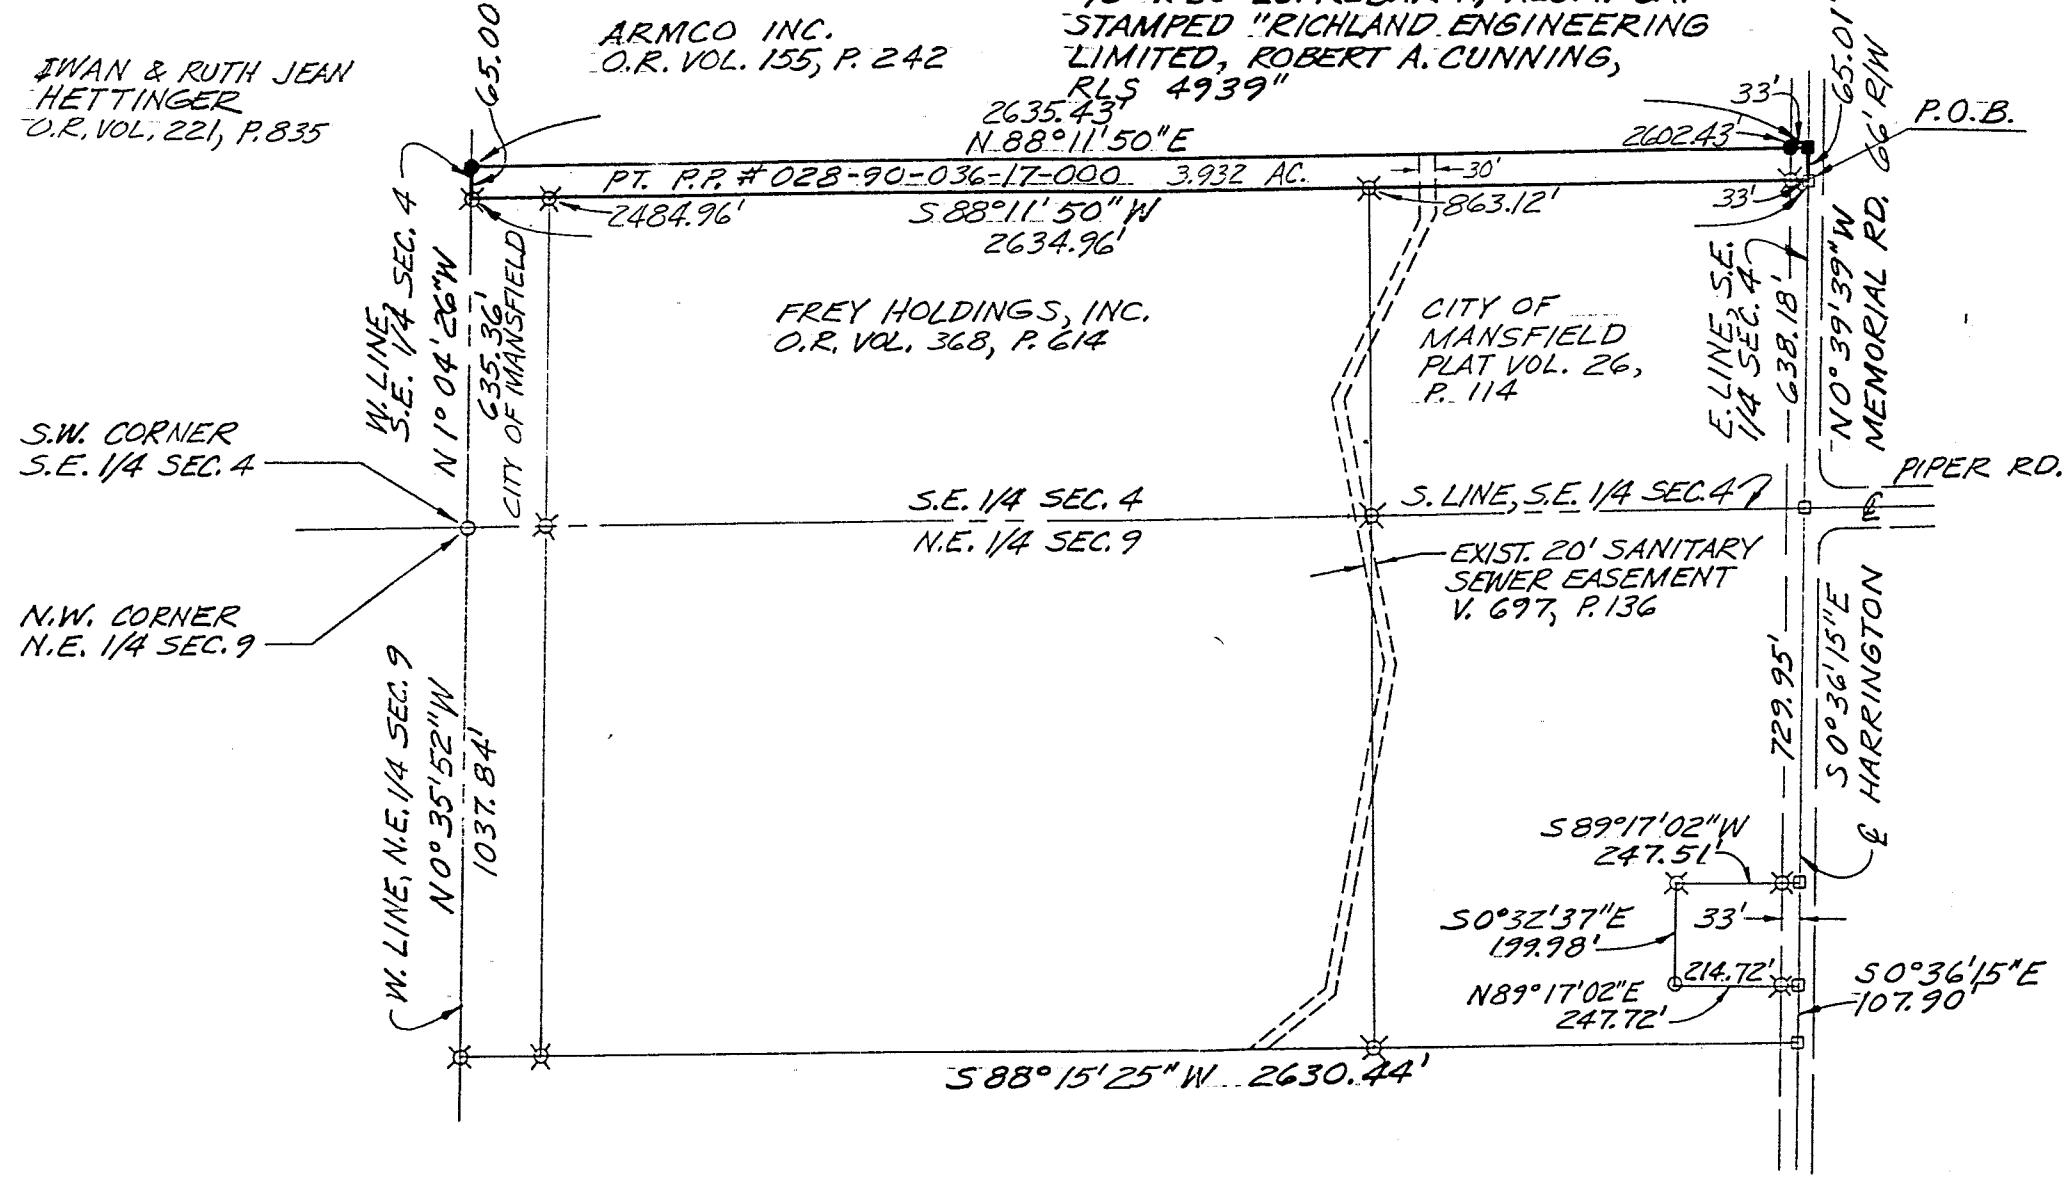 IWAN & RUTH JEAN
HETTINGER
O.R. VOL. 221, P. 835
65.00
ARMCO INC.
O.R. VOL. 155, P. 242
STAMPED "RICHLAND ENGINEERING
LIMITED, ROBERT A. CUNNING,
RLS 4939"
33'
65.01'
66' R/W
P.O.B.
2635.43'
N 88°11'50"E
2602.43'
PT. P.P. # 028-90-036-17-000 3.932 AC.
30'
2484.96'
S 88°11'50" W
2634.96'
863.12'
33'
W. LINE,
S.E. 1/4 SEC. 4
N 1° 04' 26"W
635.36'
CITY OF MANSFIELD
FREY HOLDINGS, INC.
O.R. VOL. 368, P. 614
CITY OF
MANSFIELD
PLAT VOL. 26,
P. 114
E. LINE, S.E.
1/4 SEC. 4
638.18'
N 0° 39' 39" W
MEMORIAL RD.
S.W. CORNER
S.E. 1/4 SEC. 4
PIPER RD.
S.E. 1/4 SEC. 4
S. LINE, S.E. 1/4 SEC. 4
N.E. 1/4 SEC. 9
EXIST. 20' SANITARY
SEWER EASEMENT
V. 697, P. 136
N.W. CORNER
N.E. 1/4 SEC. 9
W. LINE, N.E. 1/4 SEC. 9
N 0° 35' 52" W
1037.84'
729.95'
S 0° 36' 15" E
HARRINGTON
S 89°17'02" W
247.51'
S 0°32'37"E
199.98'
33'
214.72'
N 89°17'02"E
247.72'
S 0°36'15"E
107.90'
S 88° 15' 25" W 2630.44'